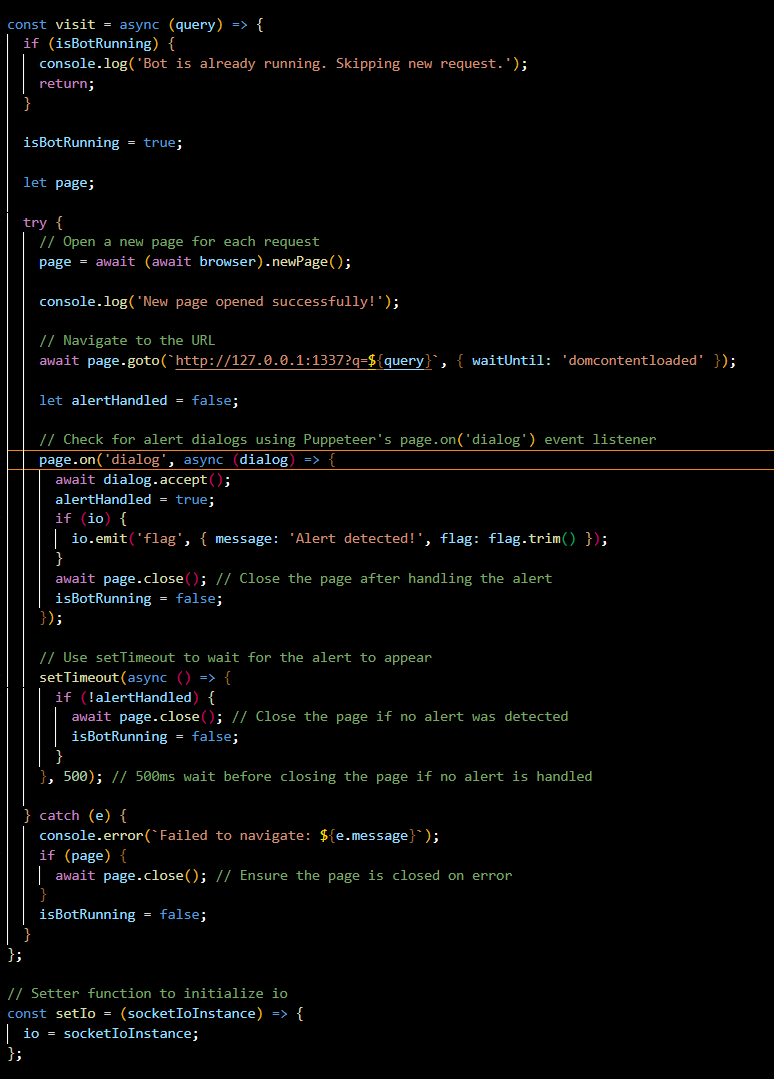 const visit = async (query) => {
  if (isBotRunning) {
    console.log('Bot is already running. Skipping new request.');
    return;
  }

  isBotRunning = true;

  let page;

  try {
    // Open a new page for each request
    page = await (await browser).newPage();

    console.log('New page opened successfully!');

    // Navigate to the URL
    await page.goto(`http://127.0.0.1:1337?q=${query}`, { waitUntil: 'domcontentloaded' });

    let alertHandled = false;

    // Check for alert dialogs using Puppeteer's page.on('dialog') event listener
    page.on('dialog', async (dialog) => {
      await dialog.accept();
      alertHandled = true;
      if (io) {
        io.emit('flag', { message: 'Alert detected!', flag: flag.trim() });
      }
      await page.close(); // Close the page after handling the alert
      isBotRunning = false;
    });

    // Use setTimeout to wait for the alert to appear
    setTimeout(async () => {
      if (!alertHandled) {
        await page.close(); // Close the page if no alert was detected
        isBotRunning = false;
      }
    }, 500); // 500ms wait before closing the page if no alert is handled

  } catch (e) {
    console.error(`Failed to navigate: ${e.message}`);
    if (page) {
      await page.close(); // Ensure the page is closed on error
    }
    isBotRunning = false;
  }
};

// Setter function to initialize io
const setIo = (socketIoInstance) => {
  io = socketIoInstance;
};